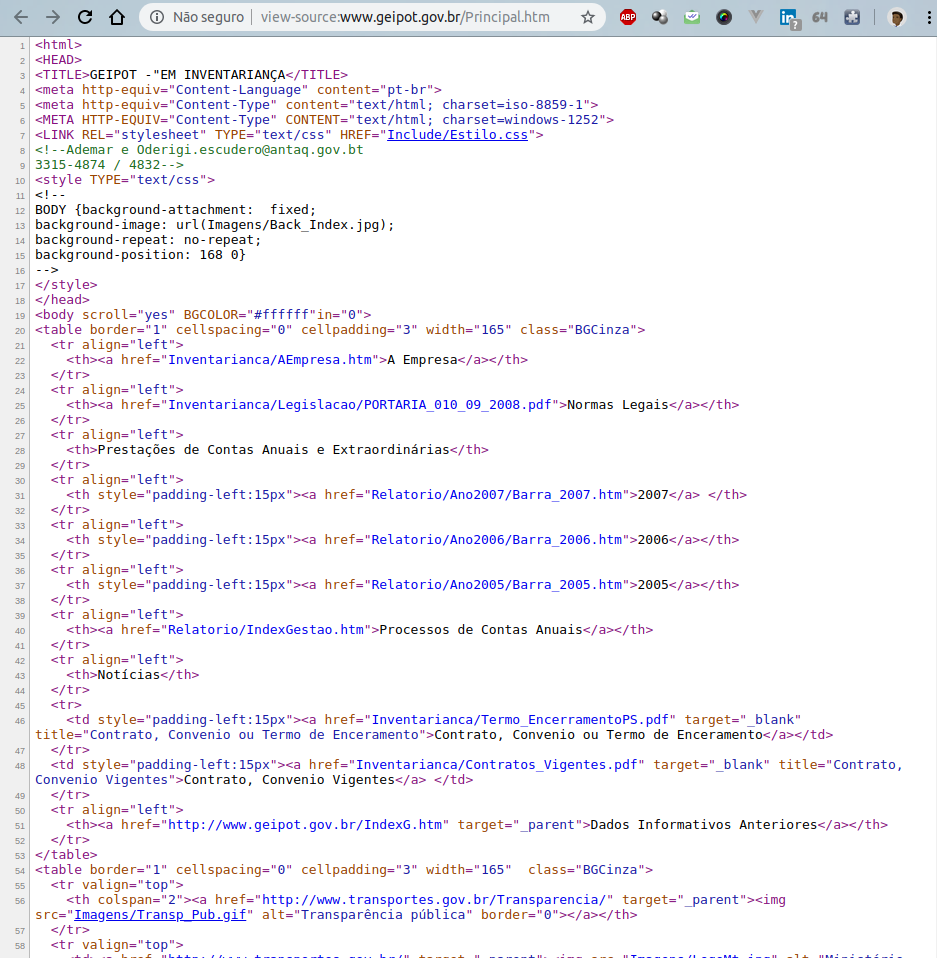 Não seguro | view-source:www.geipot.gov.br/Principal.htm
ABP
in
?
64
1 <html>
2 <HEAD>
3 <TITLE>GEIPOT -"EM INVENTARIANÇA</TITLE>
4 <meta http-equiv="Content-Language" content="pt-br">
5 <meta http-equiv="Content-Type" content="text/html; charset=iso-8859-1">
6 <META HTTP-EQUIV="Content-Type" CONTENT="text/html; charset=windows-1252">
7 <LINK REL="stylesheet" TYPE="text/css" HREF="Include/Estilo.css">
8 <!--Ademar e Oderigi.escudero@antaq.gov.bt
9 3315-4874 / 4832-->
10 <style TYPE="text/css">
11 <!--
12 BODY {background-attachment:  fixed;
13 background-image: url(Imagens/Back_Index.jpg);
14 background-repeat: no-repeat;
15 background-position: 168 0}
16 -->
17 </style>
18 </head>
19 <body scroll="yes" BGCOLOR="#ffffff"in="0">
20 <table border="1" cellspacing="0" cellpadding="3" width="165" class="BGCinza">
21   <tr align="left">
22     <th><a href="Inventarianca/AEmpresa.htm">A Empresa</a></th>
23   </tr>
24   <tr align="left">
25     <th><a href="Inventarianca/Legislacao/PORTARIA_010_09_2008.pdf">Normas Legais</a></th>
26   </tr>
27   <tr align="left">
28     <th>Prestações de Contas Anuais e Extraordinárias</th>
29   </tr>
30   <tr align="left">
31     <th style="padding-left:15px"><a href="Relatorio/Ano2007/Barra_2007.htm">2007</a> </th>
32   </tr>
33   <tr align="left">
34     <th style="padding-left:15px"><a href="Relatorio/Ano2006/Barra_2006.htm">2006</a></th>
35   </tr>
36   <tr align="left">
37     <th style="padding-left:15px"><a href="Relatorio/Ano2005/Barra_2005.htm">2005</a></th>
38   </tr>
39   <tr align="left">
40     <th><a href="Relatorio/IndexGestao.htm">Processos de Contas Anuais</a></th>
41   </tr>
42   <tr align="left">
43     <th>Notícias</th>
44   </tr>
45   <tr>
46     <td style="padding-left:15px"><a href="Inventarianca/Termo_EncerramentoPS.pdf" target="_blank"
title="Contrato, Convenio ou Termo de Enceramento">Contrato, Convenio ou Termo de Enceramento</a></td>
47   </tr>
48   <td style="padding-left:15px"><a href="Inventarianca/Contratos_Vigentes.pdf" target="_blank" title="Contrato,
Convenio Vigentes">Contrato, Convenio Vigentes</a> </td>
49   </tr>
50   <tr align="left">
51     <th><a href="http://www.geipot.gov.br/IndexG.htm" target="_parent">Dados Informativos Anteriores</a></th>
52   </tr>
53 </table>
54 <table border="1" cellspacing="0" cellpadding="3" width="165"  class="BGCinza">
55   <tr valign="top">
56     <th colspan="2"><a href="http://www.transportes.gov.br/Transparencia/" target="_parent"><img
src="Imagens/Transp_Pub.gif" alt="Transparência pública" border="0"></a></th>
57   </tr>
58   <tr valign="top">